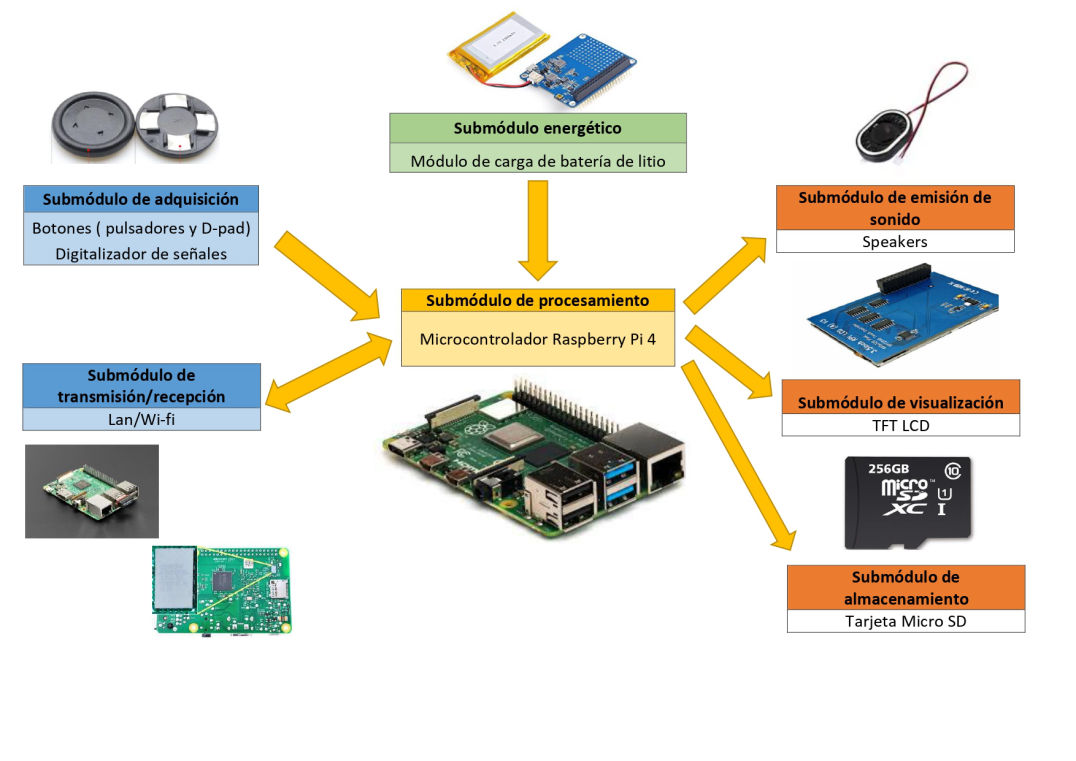 Submódulo energético
Módulo de carga de batería de litio
Submódulo de adquisición
Botones ( pulsadores y D-pad)
Digitalizador de señales
Submódulo de emisión de
sonido
Speakers
Submódulo de procesamiento
Microcontrolador Raspberry Pi 4
Submódulo de
transmisión/recepción
Lan/Wi-fi
Submódulo de visualización
TFT LCD
256GB
micro
SD
XC I
10
U1
Submódulo de
almacenamiento
Tarjeta Micro SD